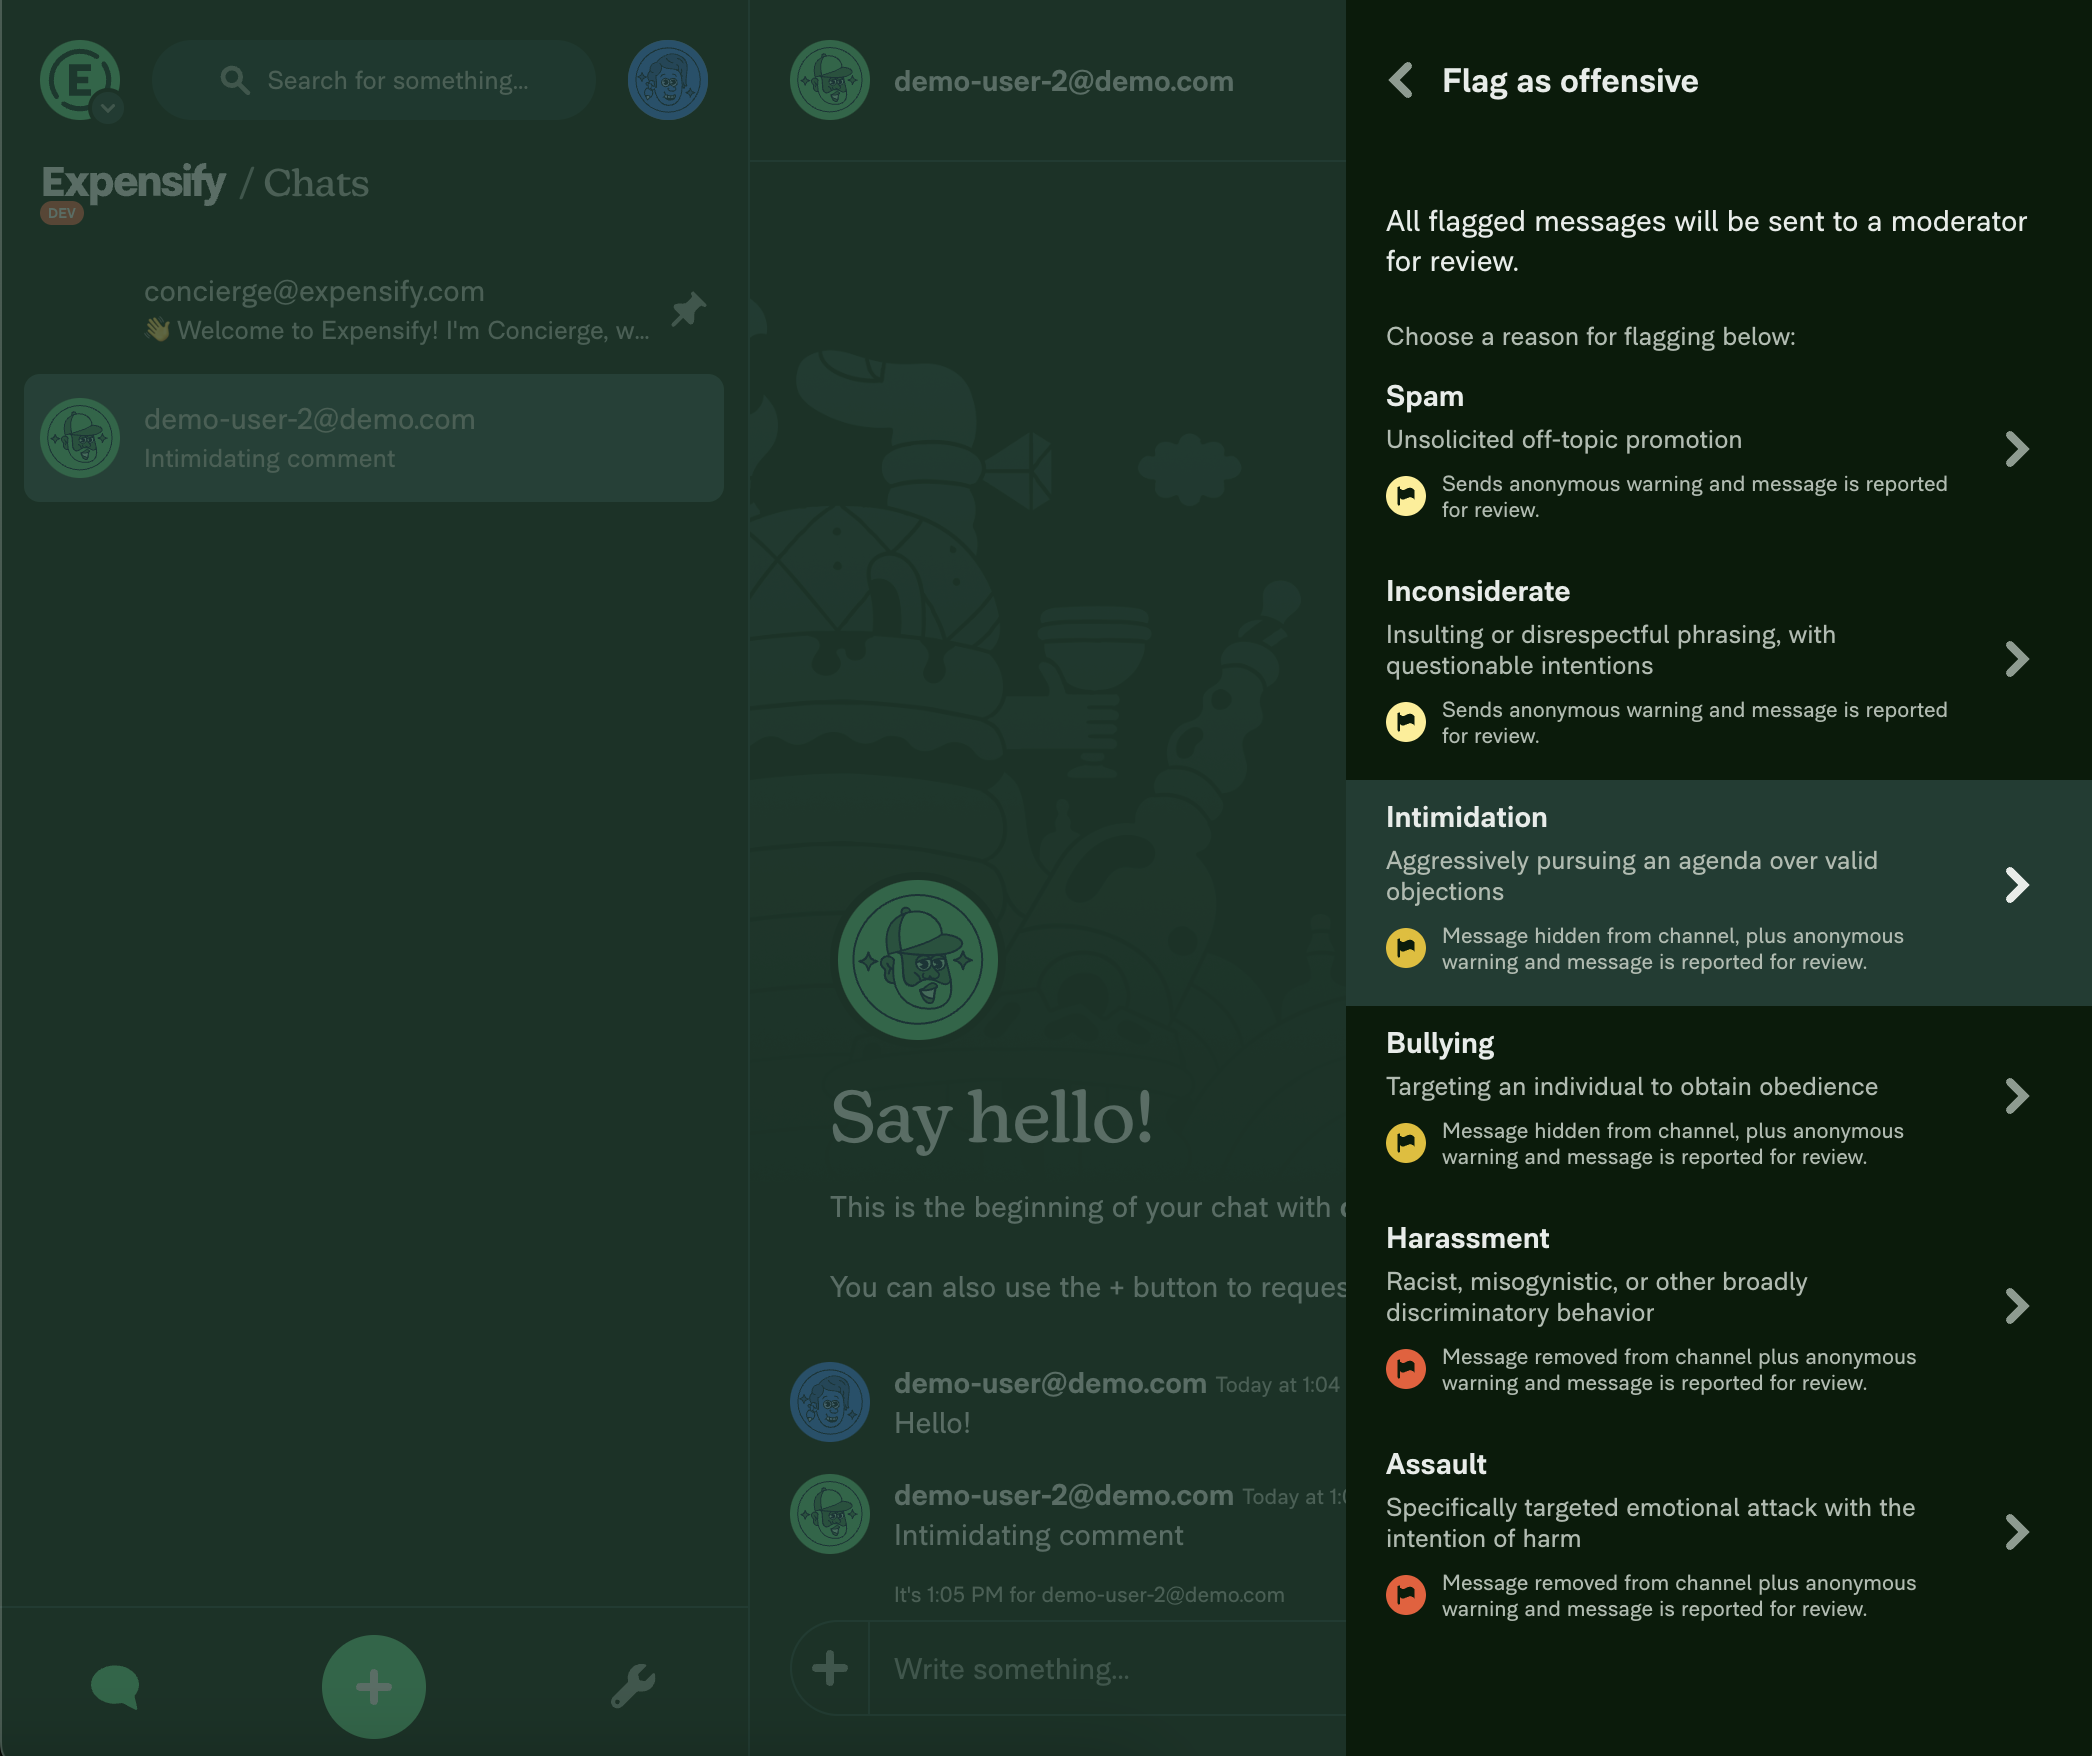 E
Search for something...
Expensify / Chats
DEV
concierge@expensify.com
👋 Welcome to Expensify! I'm Concierge, w...
demo-user-2@demo.com
Intimidating comment
demo-user-2@demo.com
Say hello!
This is the beginning of your chat with
You can also use the + button to reques
demo-user@demo.com Today at 1:04
Hello!
demo-user-2@demo.com Today at
Intimidating comment
It's 1:05 PM for demo-user-2@demo.com
Write something...
Flag as offensive
All flagged messages will be sent to a moderator
for review.
Choose a reason for flagging below:
Spam
Unsolicited off-topic promotion
Sends anonymous warning and message is reported
for review.
Inconsiderate
Insulting or disrespectful phrasing, with
questionable intentions
Sends anonymous warning and message is reported
for review.
Intimidation
Aggressively pursuing an agenda over valid
objections
Message hidden from channel, plus anonymous
warning and message is reported for review.
Bullying
Targeting an individual to obtain obedience
Message hidden from channel, plus anonymous
warning and message is reported for review.
Harassment
Racist, misogynistic, or other broadly
discriminatory behavior
Message removed from channel plus anonymous
warning and message is reported for review.
Assault
Specifically targeted emotional attack with the
intention of harm
Message removed from channel plus anonymous
warning and message is reported for review.